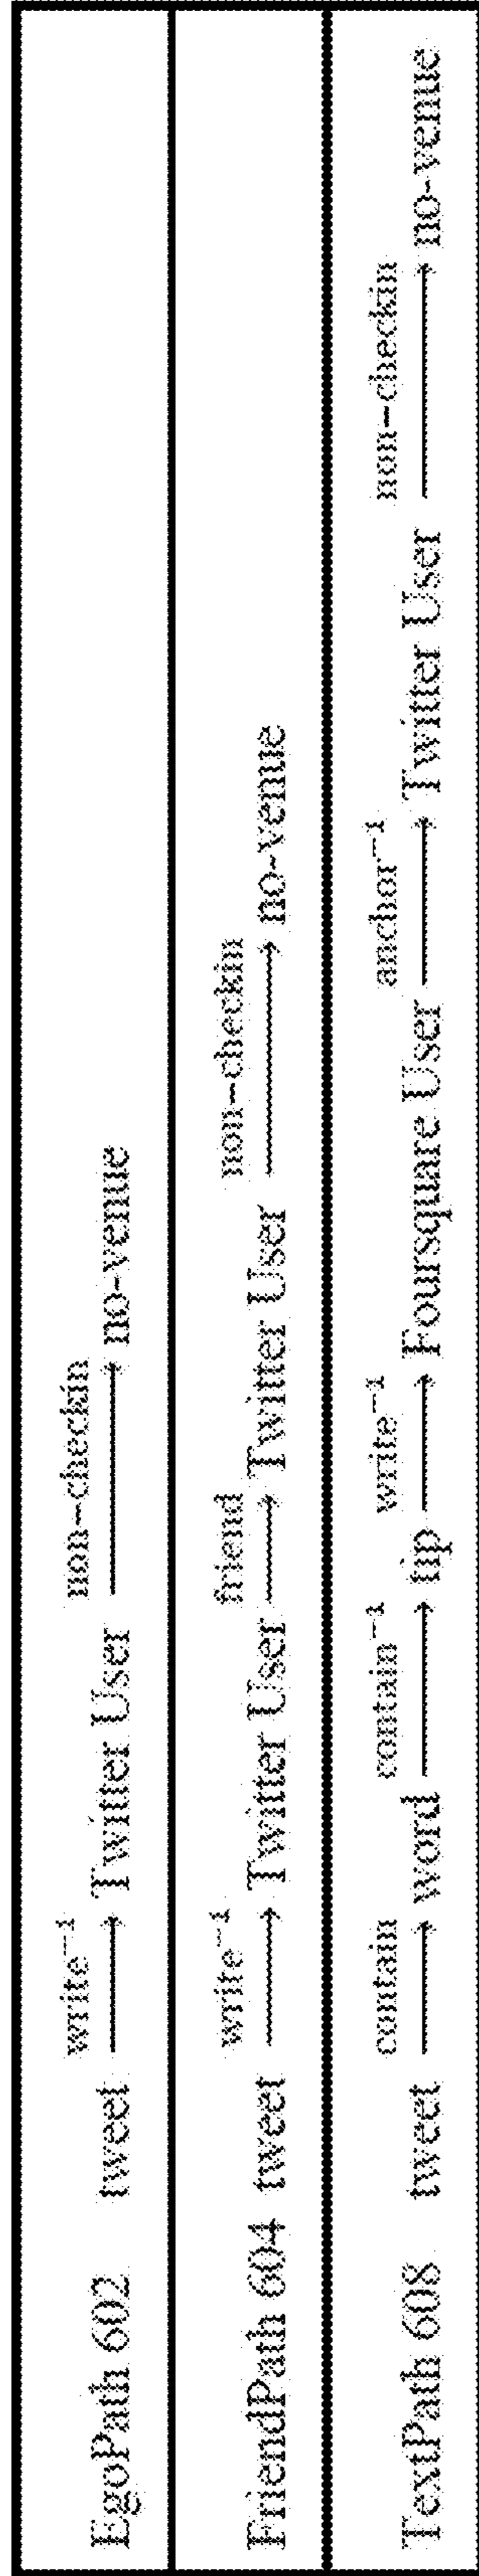 EgoPath 602 tweet write⁻¹ Twitter User non-checkin no-venue
FriendPath 604 tweet write⁻¹ Twitter User friend Twitter User non-checkin no-venue
TextPath 608 tweet contain word contain⁻¹ tip write⁻¹ Foursquare User anchor⁻¹ Twitter User non-checkin no-venue